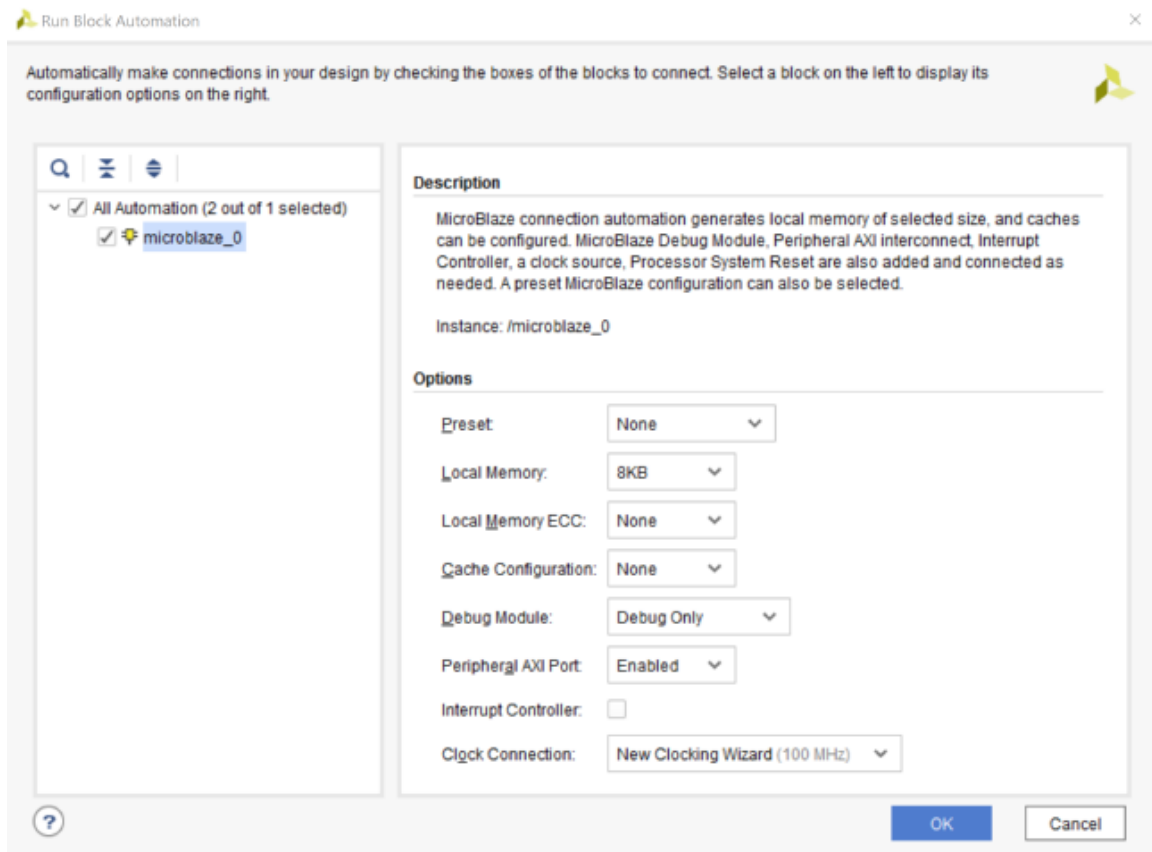 Run Block Automation
Automatically make connections in your design by checking the boxes of the blocks to connect. Select a block on the left to display its
configuration options on the right.
All Automation (2 out of 1 selected)
microblaze_0
Description
MicroBlaze connection automation generates local memory of selected size, and caches
can be configured. MicroBlaze Debug Module, Peripheral AXI interconnect, Interrupt
Controller, a clock source, Processor System Reset are also added and connected as
needed. A preset MicroBlaze configuration can also be selected.
Instance: /microblaze_0
Options
Preset: None
Local Memory: 8KB
Local Memory ECC: None
Cache Configuration: None
Debug Module: Debug Only
Peripheral AXI Port: Enabled
Interrupt Controller:
Clock Connection: New Clocking Wizard (100 MHz)
?
OK
Cancel